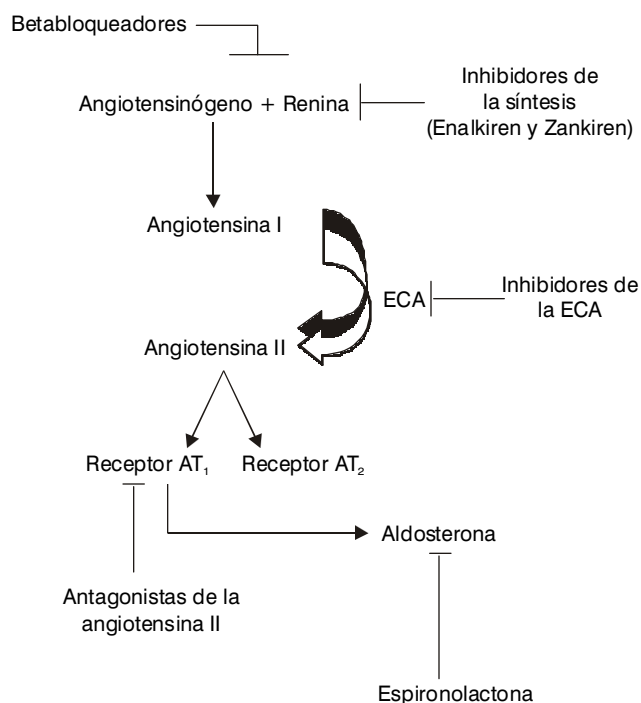 Betabloqueadores
Angiotensinógeno + Renina
Inhibidores de
la síntesis
(Enalkiren y Zankiren)
Angiotensina I
ECA
Inhibidores de
la ECA
Angiotensina II
Receptor AT₁
Receptor AT₂
Aldosterona
Antagonistas de la
angiotensina II
Espironolactona